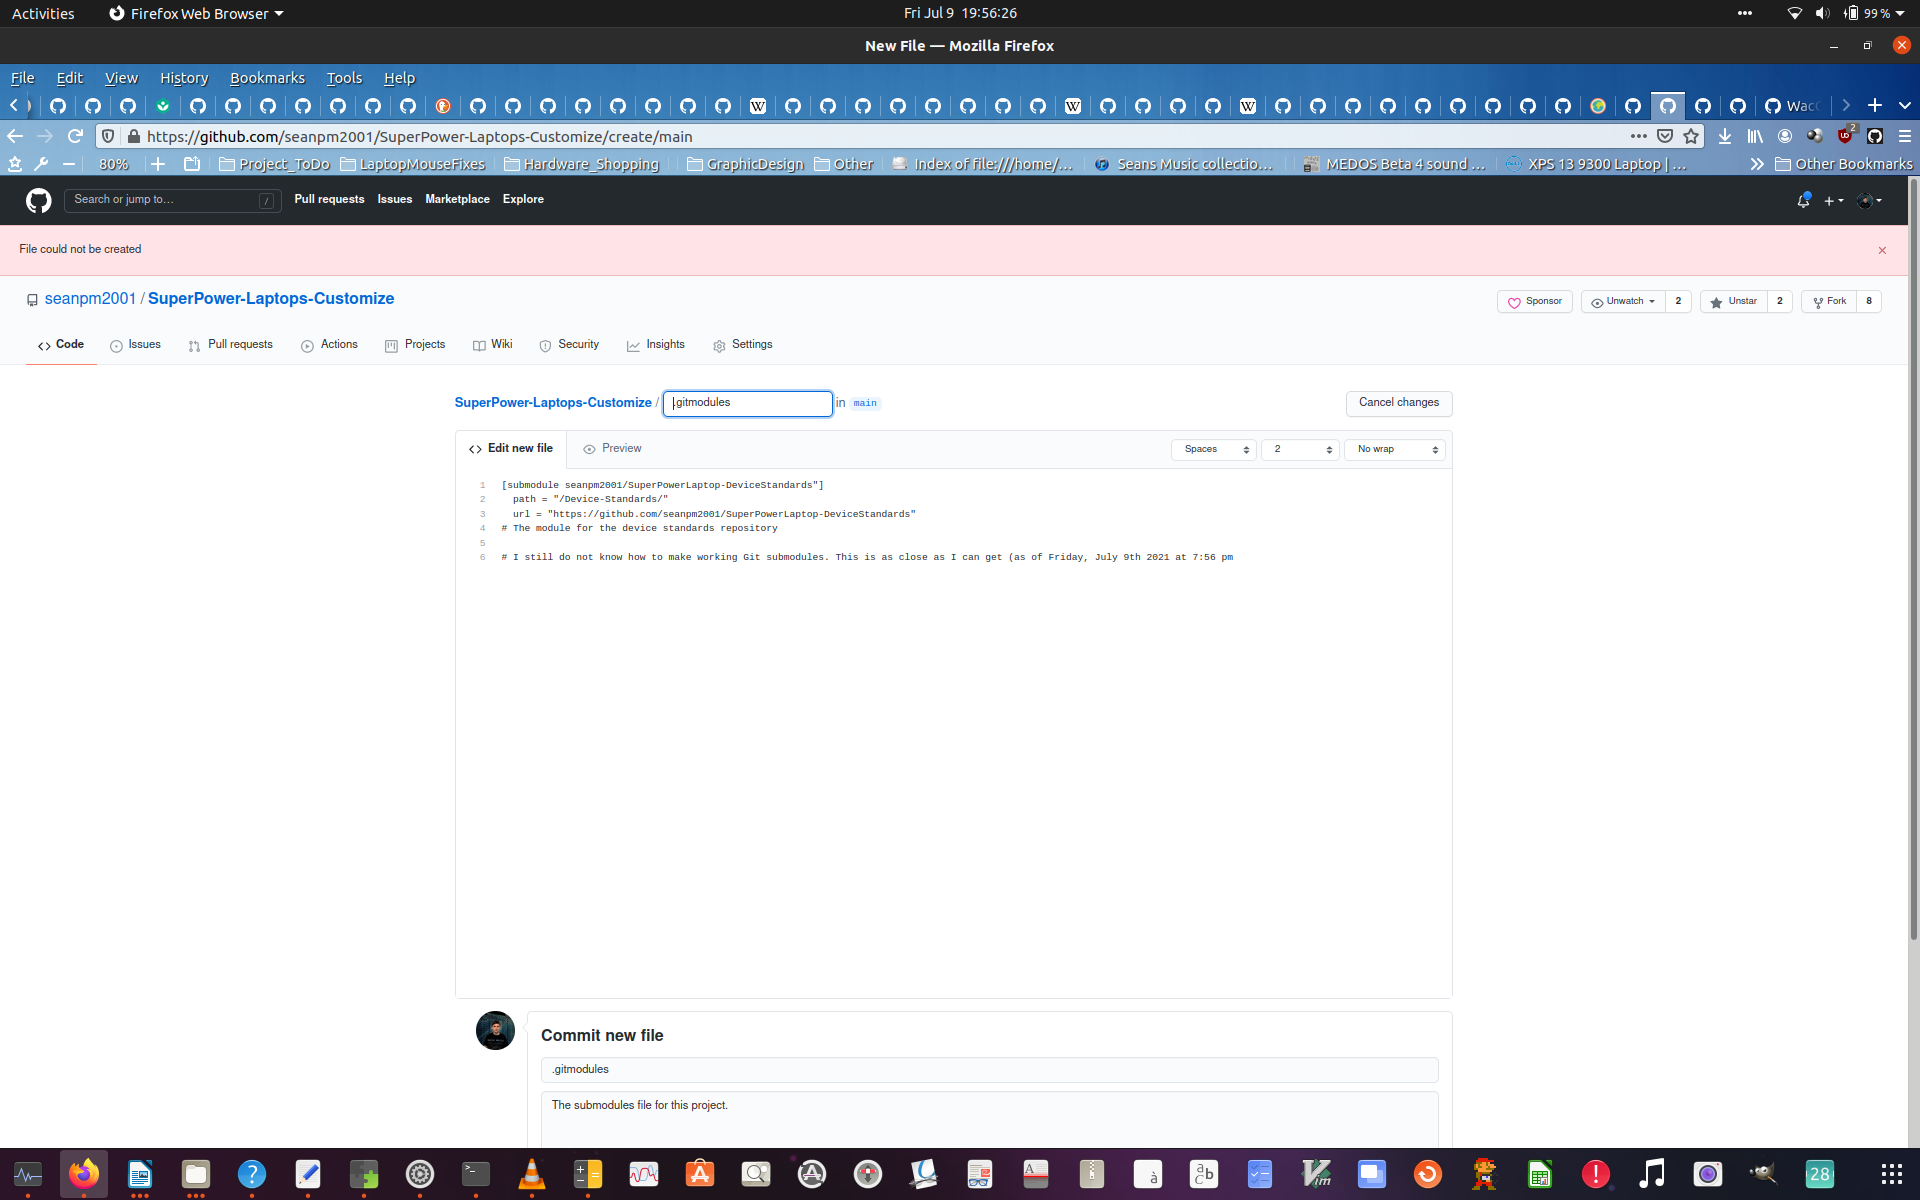 Activities
Firefox Web Browser
Fri Jul 9 19:56:26
99 %
New File — Mozilla Firefox
File Edit View History Bookmarks Tools Help
https://github.com/seanpm2001/SuperPower-Laptops-Customize/create/main
2
80%
Project_ToDo
LaptopMouseFixes
Hardware_Shopping
GraphicDesign
Other
Index of file:///home/...
Seans Music collectio...
MEDOS Beta 4 sound ...
XPS 13 9300 Laptop | ...
Other Bookmarks
Search or jump to... /
Pull requests Issues Marketplace Explore
File could not be created
seanpm2001 / SuperPower-Laptops-Customize
Sponsor
Unwatch 2
Unstar 2
Fork 8
Code Issues Pull requests Actions Projects Wiki Security Insights Settings
SuperPower-Laptops-Customize / .gitmodules in main
Cancel changes
Edit new file
Preview
Spaces 2 No wrap
1 [submodule seanpm2001/SuperPowerLaptop-DeviceStandards"]
2 path = "/Device-Standards/"
3 url = "https://github.com/seanpm2001/SuperPowerLaptop-DeviceStandards"
4 # The module for the device standards repository
5
6 # I still do not know how to make working Git submodules. This is as close as I can get (as of Friday, July 9th 2021 at 7:56 pm
Commit new file
.gitmodules
The submodules file for this project.
28